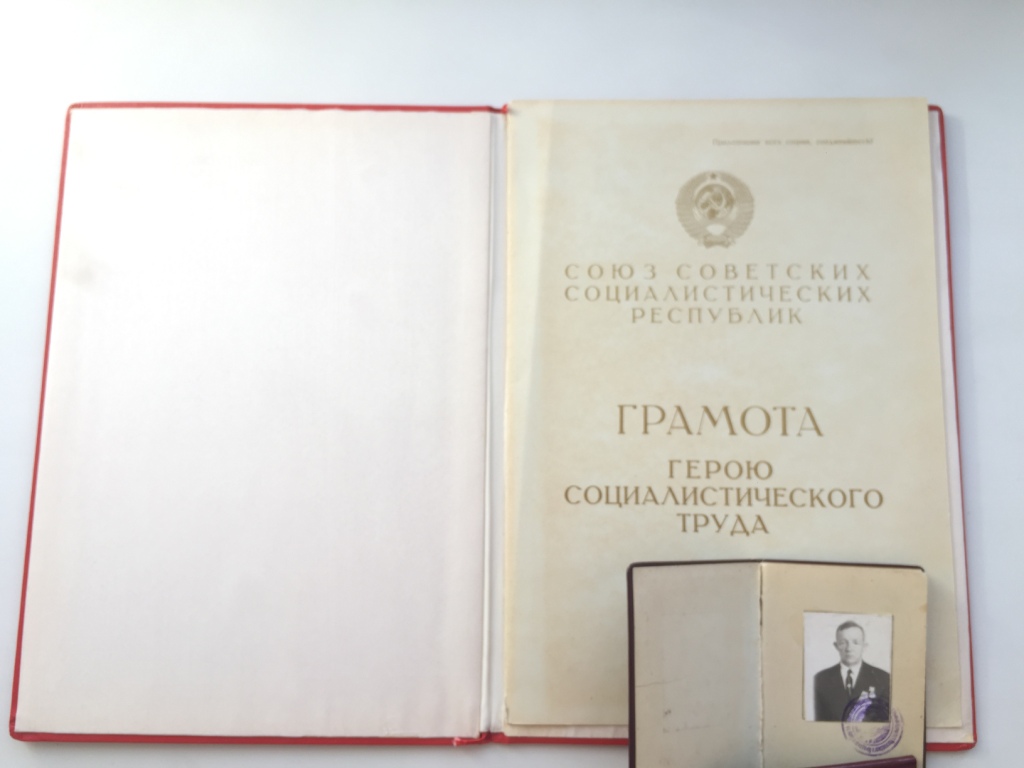 СОЮЗ СОВЕТСКИХ
СОЦИАЛИСТИЧЕСКИХ
РЕСПУБЛИК
ГРАМОТА
ГЕРОЮ
СОЦИАЛИСТИЧЕСКОГО
ТРУДА